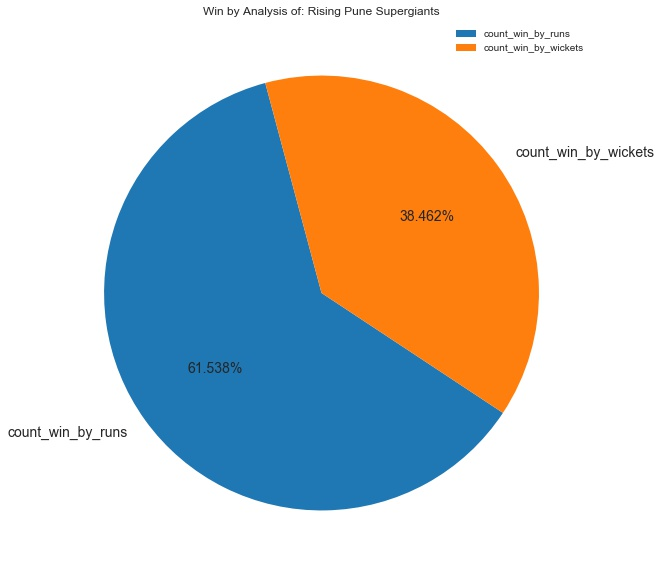 Win by Analysis of: Rising Pune Supergiants
count_win_by_runs
count_win_by_wickets
count_win_by_wickets
38.462%
61.538%
count_win_by_runs